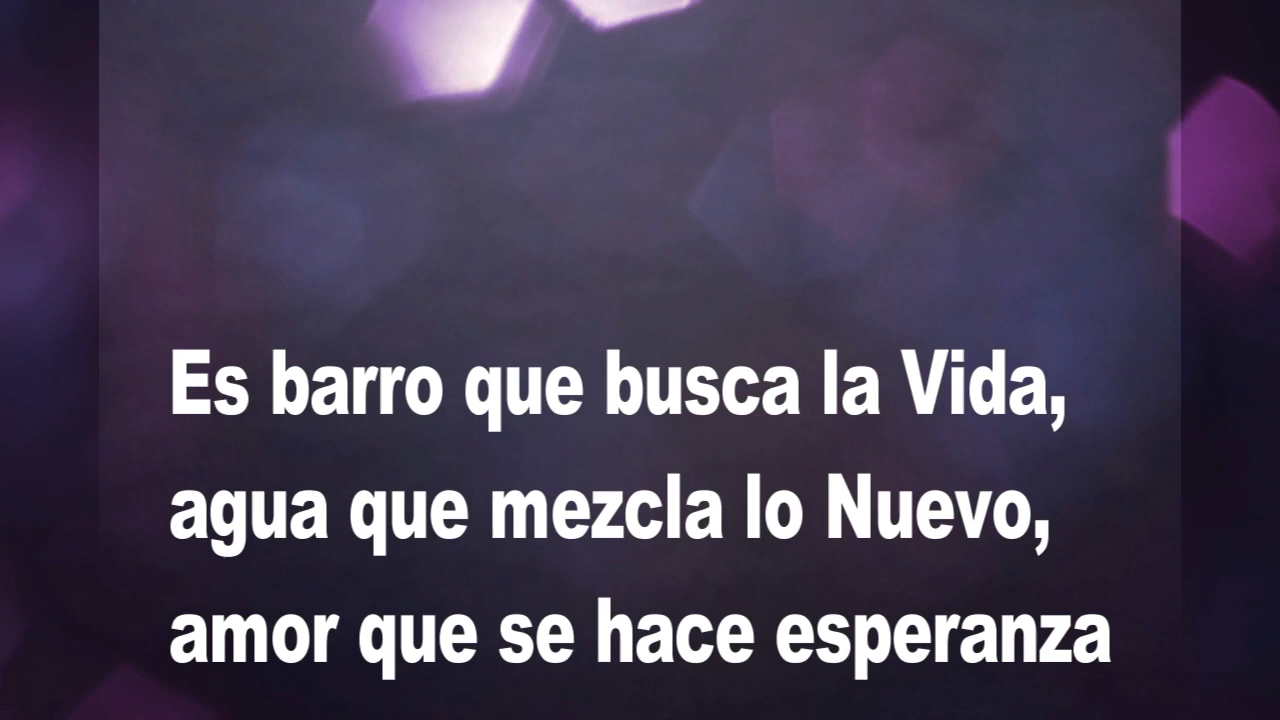 Es barro que busca la Vida,
agua que mezcla lo Nuevo,
amor que se hace esperanza